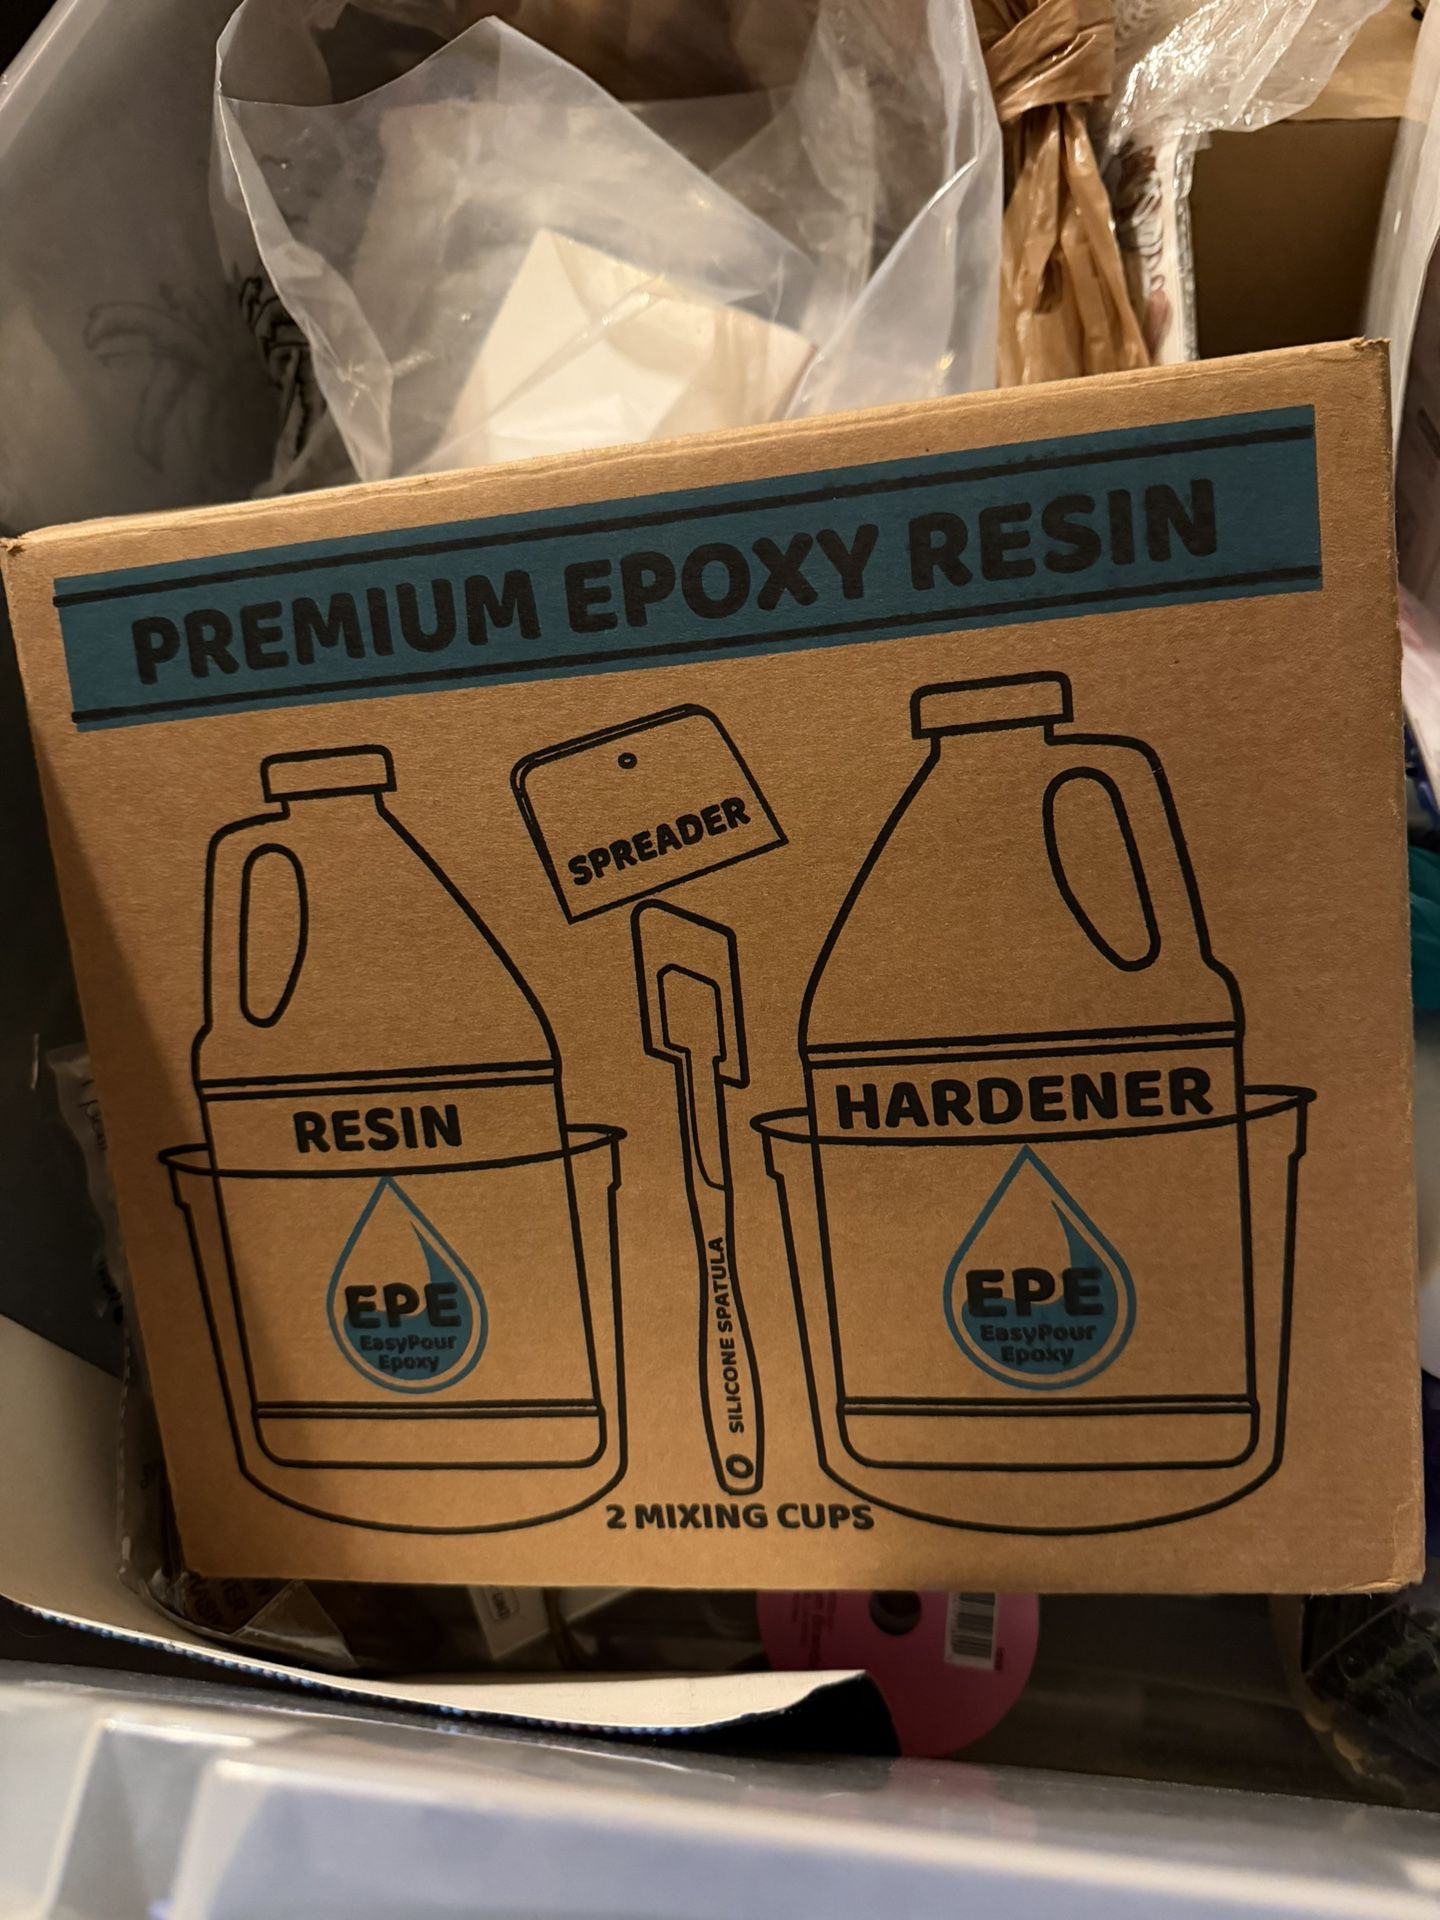 PREMIUM EPOXY RESIN
SPREADER
RESIN
HARDENER
EPE
EasyPour
Epoxy
EPE
EasyPour
Epoxy
SILICONE SPATULA
2 MIXING CUPS